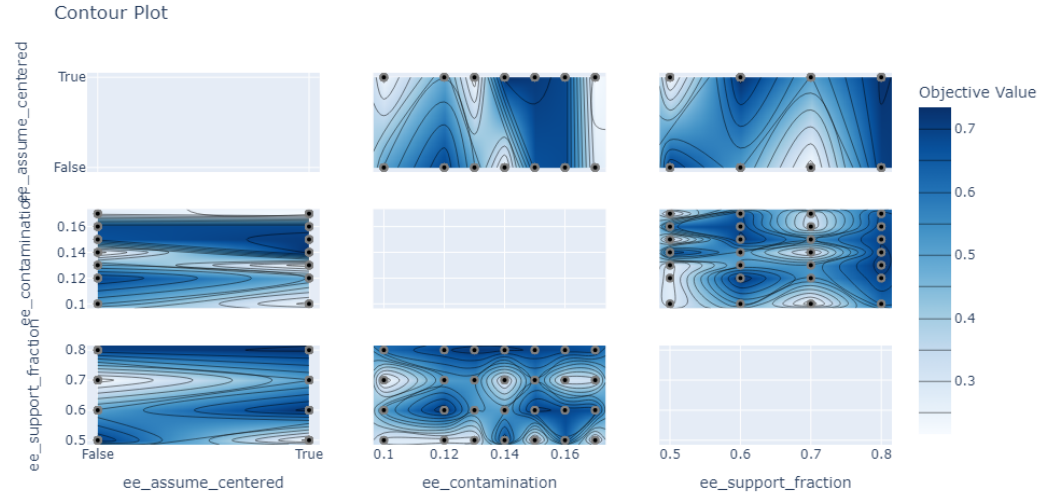 Contour Plot
ee_assume_centered
True
False
Objective Value
0.7
0.6
0.5
0.4
0.3
ee_contamination
0.16
0.14
0.12
0.1
ee_support_fraction
0.8
0.7
0.6
0.5
False
True
0.1
0.12
0.14
0.16
0.5
0.6
0.7
0.8
ee_assume_centered
ee_contamination
ee_support_fraction